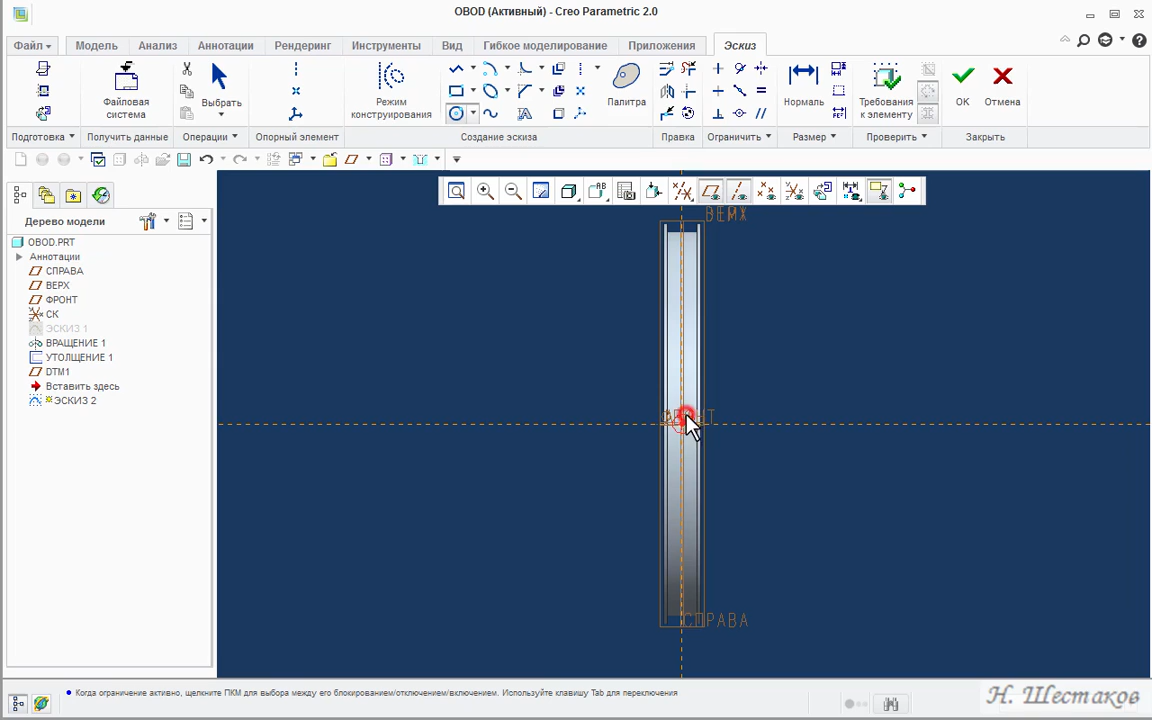 OBOD (Активный) - Creo Parametric 2.0
Файл Модель Анализ Аннотации Рендеринг Инструменты Вид Гибкое моделирование Приложения Эскиз
Файловая система
Выбрать
Режим конструирования
Палитра
Нормаль
Требования к элементу
OK
Отмена
Подготовка Получить данные Операции Опорный элемент Создание эскиза Правка Ограничить Размер Проверить Закрыть
Дерево модели
OBOD.PRT
Аннотации
СПРАВА
ВЕРХ
ФРОНТ
СК
ЭСКИЗ 1
ВРАЩЕНИЕ 1
УТОЛЩЕНИЕ 1
DTM1
Вставить здесь
ЭСКИЗ 2
СПРАВА
Когда ограничение активно, щелкните ПКМ для выбора между его блокированием/отключением/включением. Используйте клавишу Tab для переключения
Н. Шестаков